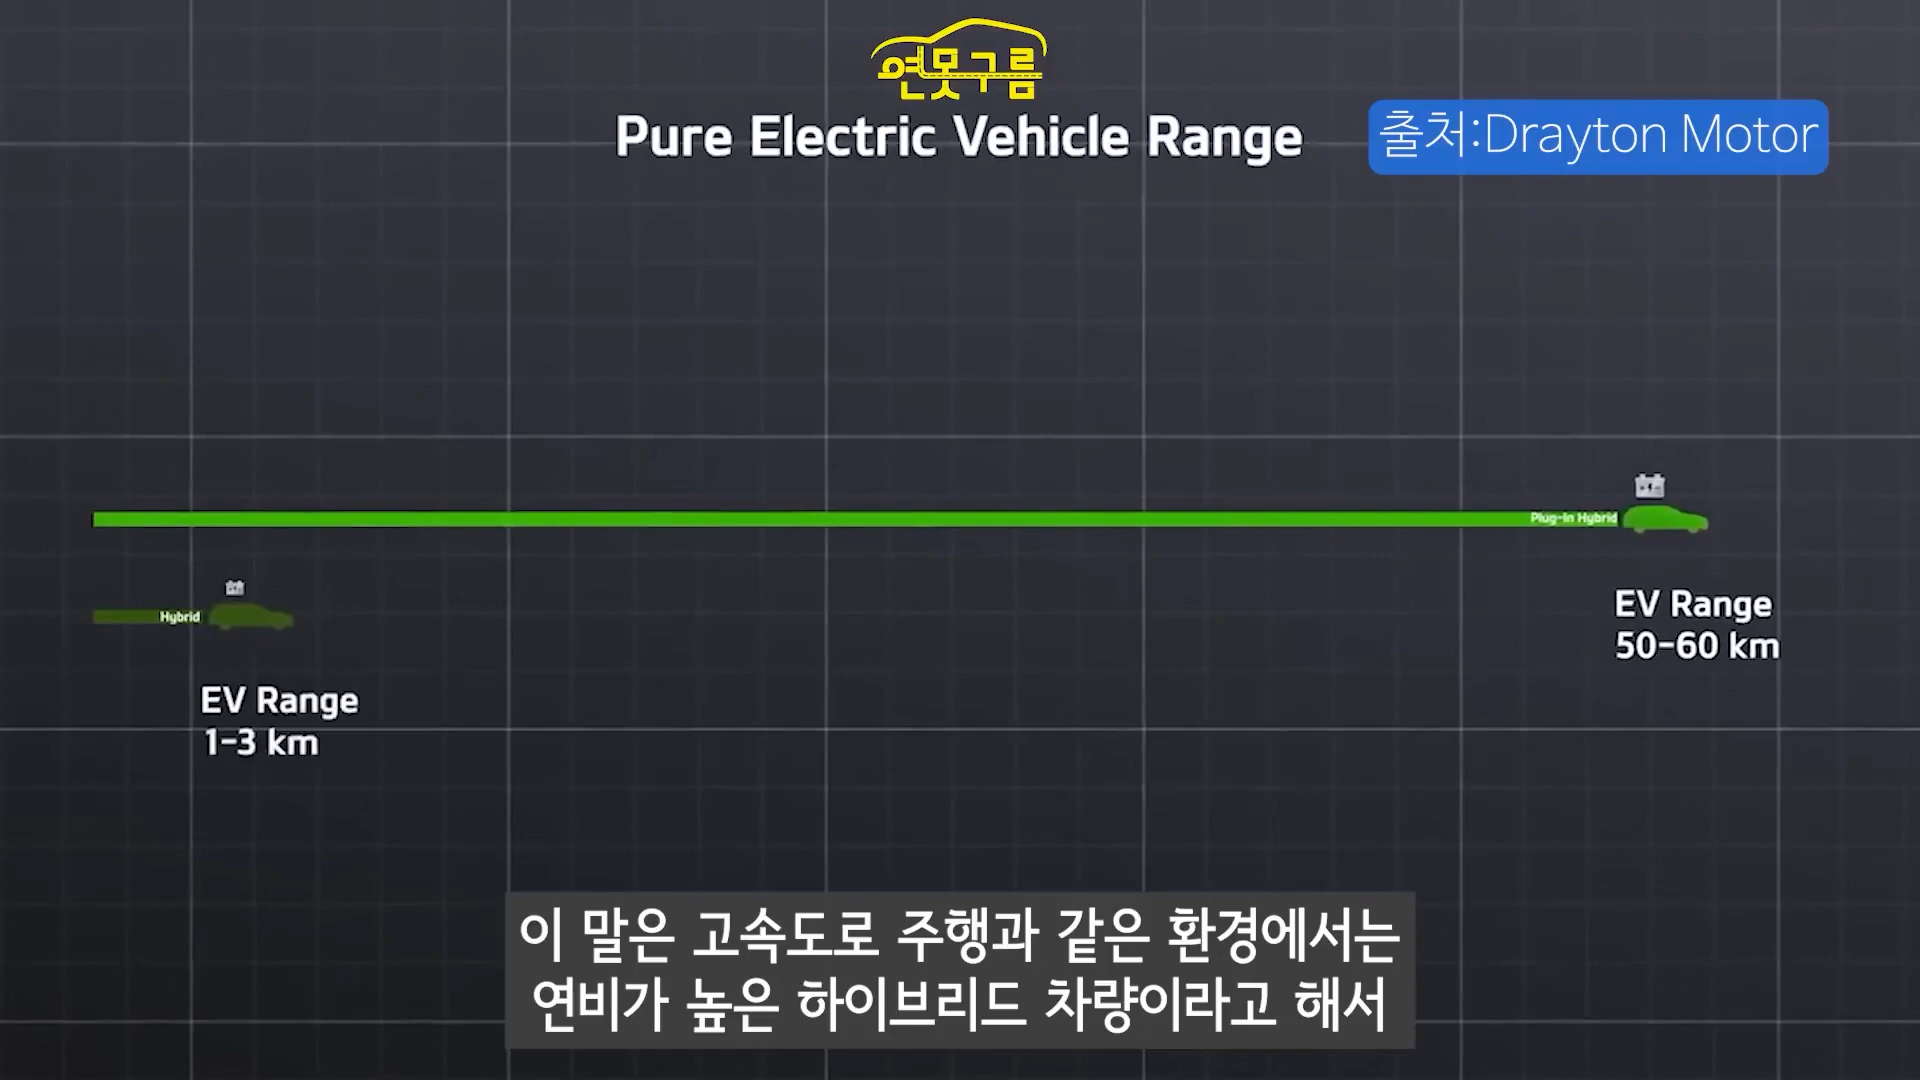 연못구름
Pure Electric Vehicle Range
출처:Drayton Motor
Plug-In Hybrid
Hybrid
EV Range
50-60 km
EV Range
1-3 km
이 말은 고속도로 주행과 같은 환경에서는
연비가 높은 하이브리드 차량이라고 해서